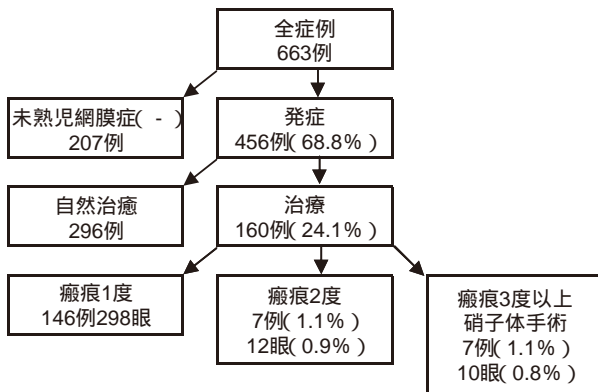 全症例
663例
未熟児網膜症( - )
207例
発症
456例( 68.8% )
自然治癒
296例
治療
160例( 24.1% )
瘢痕1度
146例298眼
瘢痕2度
7例( 1.1% )
12眼( 0.9% )
瘢痕3度以上
硝子体手術
7例( 1.1% )
10眼( 0.8% )